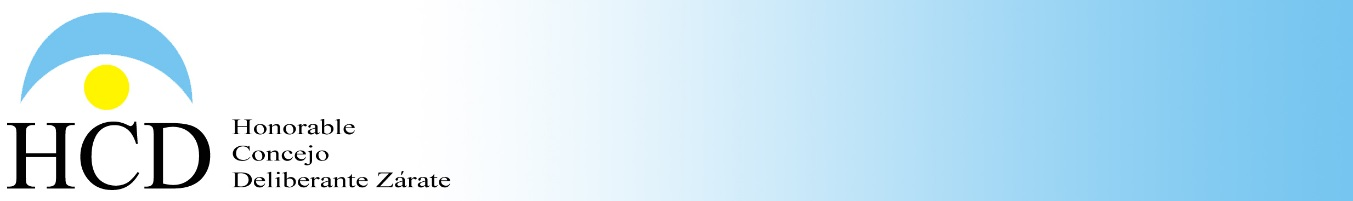 HCD
Honorable
Concejo
Deliberante Zárate